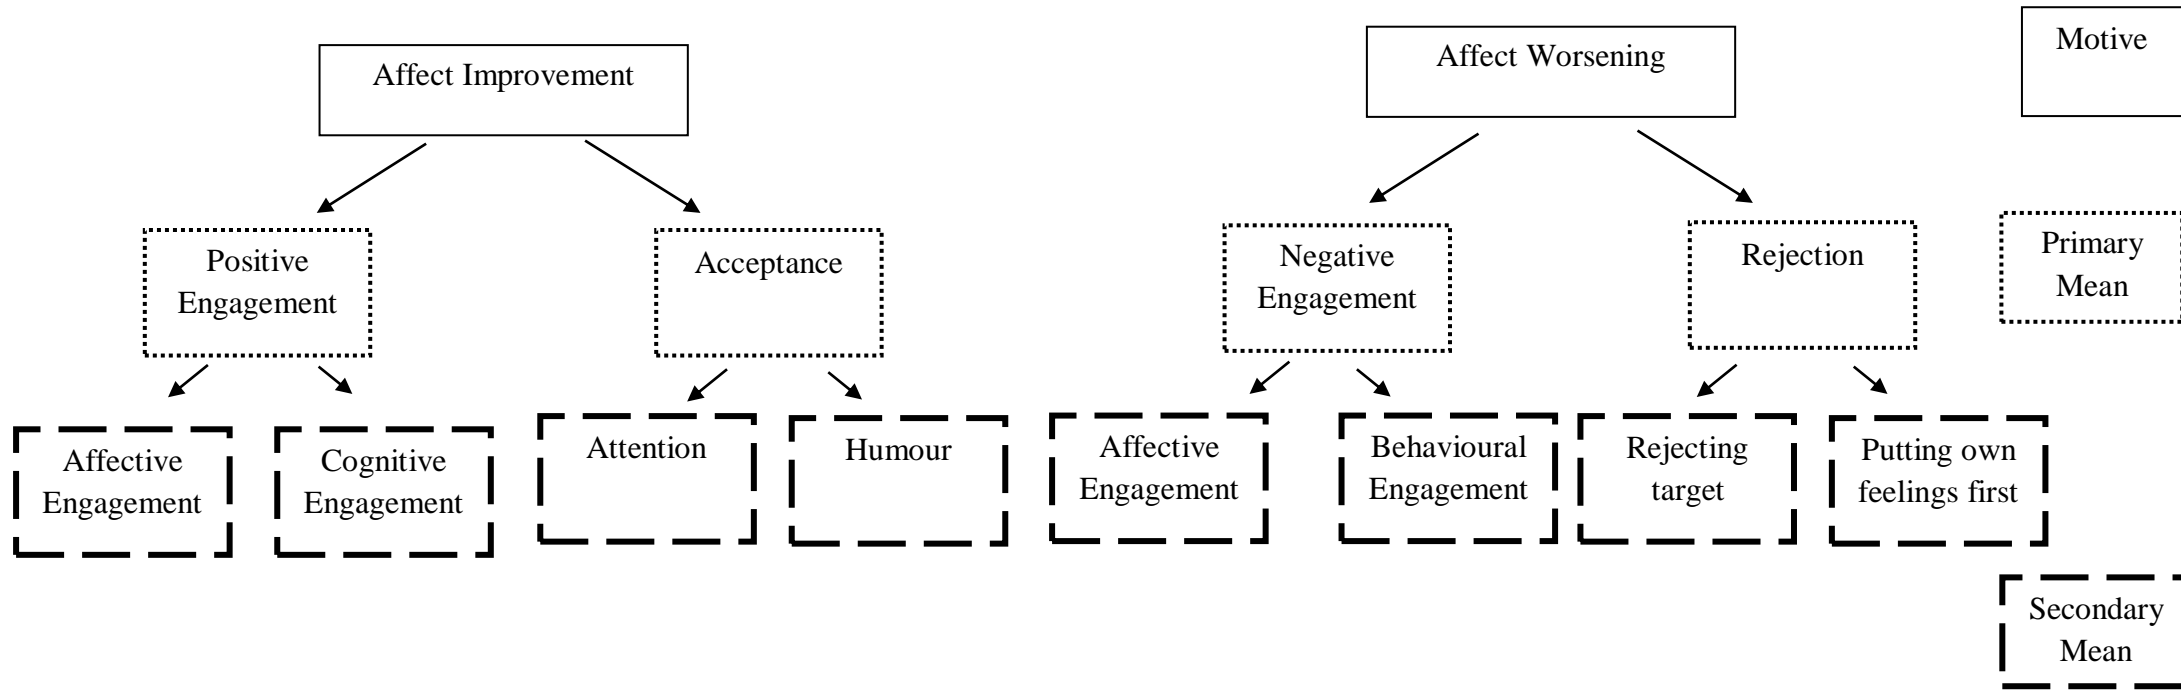 Affect Improvement
Affect Worsening
Motive
Positive
Engagement
Acceptance
Negative
Engagement
Rejection
Primary
Mean
Affective
Engagement
Cognitive
Engagement
Attention
Humour
Affective
Engagement
Behavioural
Engagement
Rejecting
target
Putting own
feelings first
Secondary
Mean